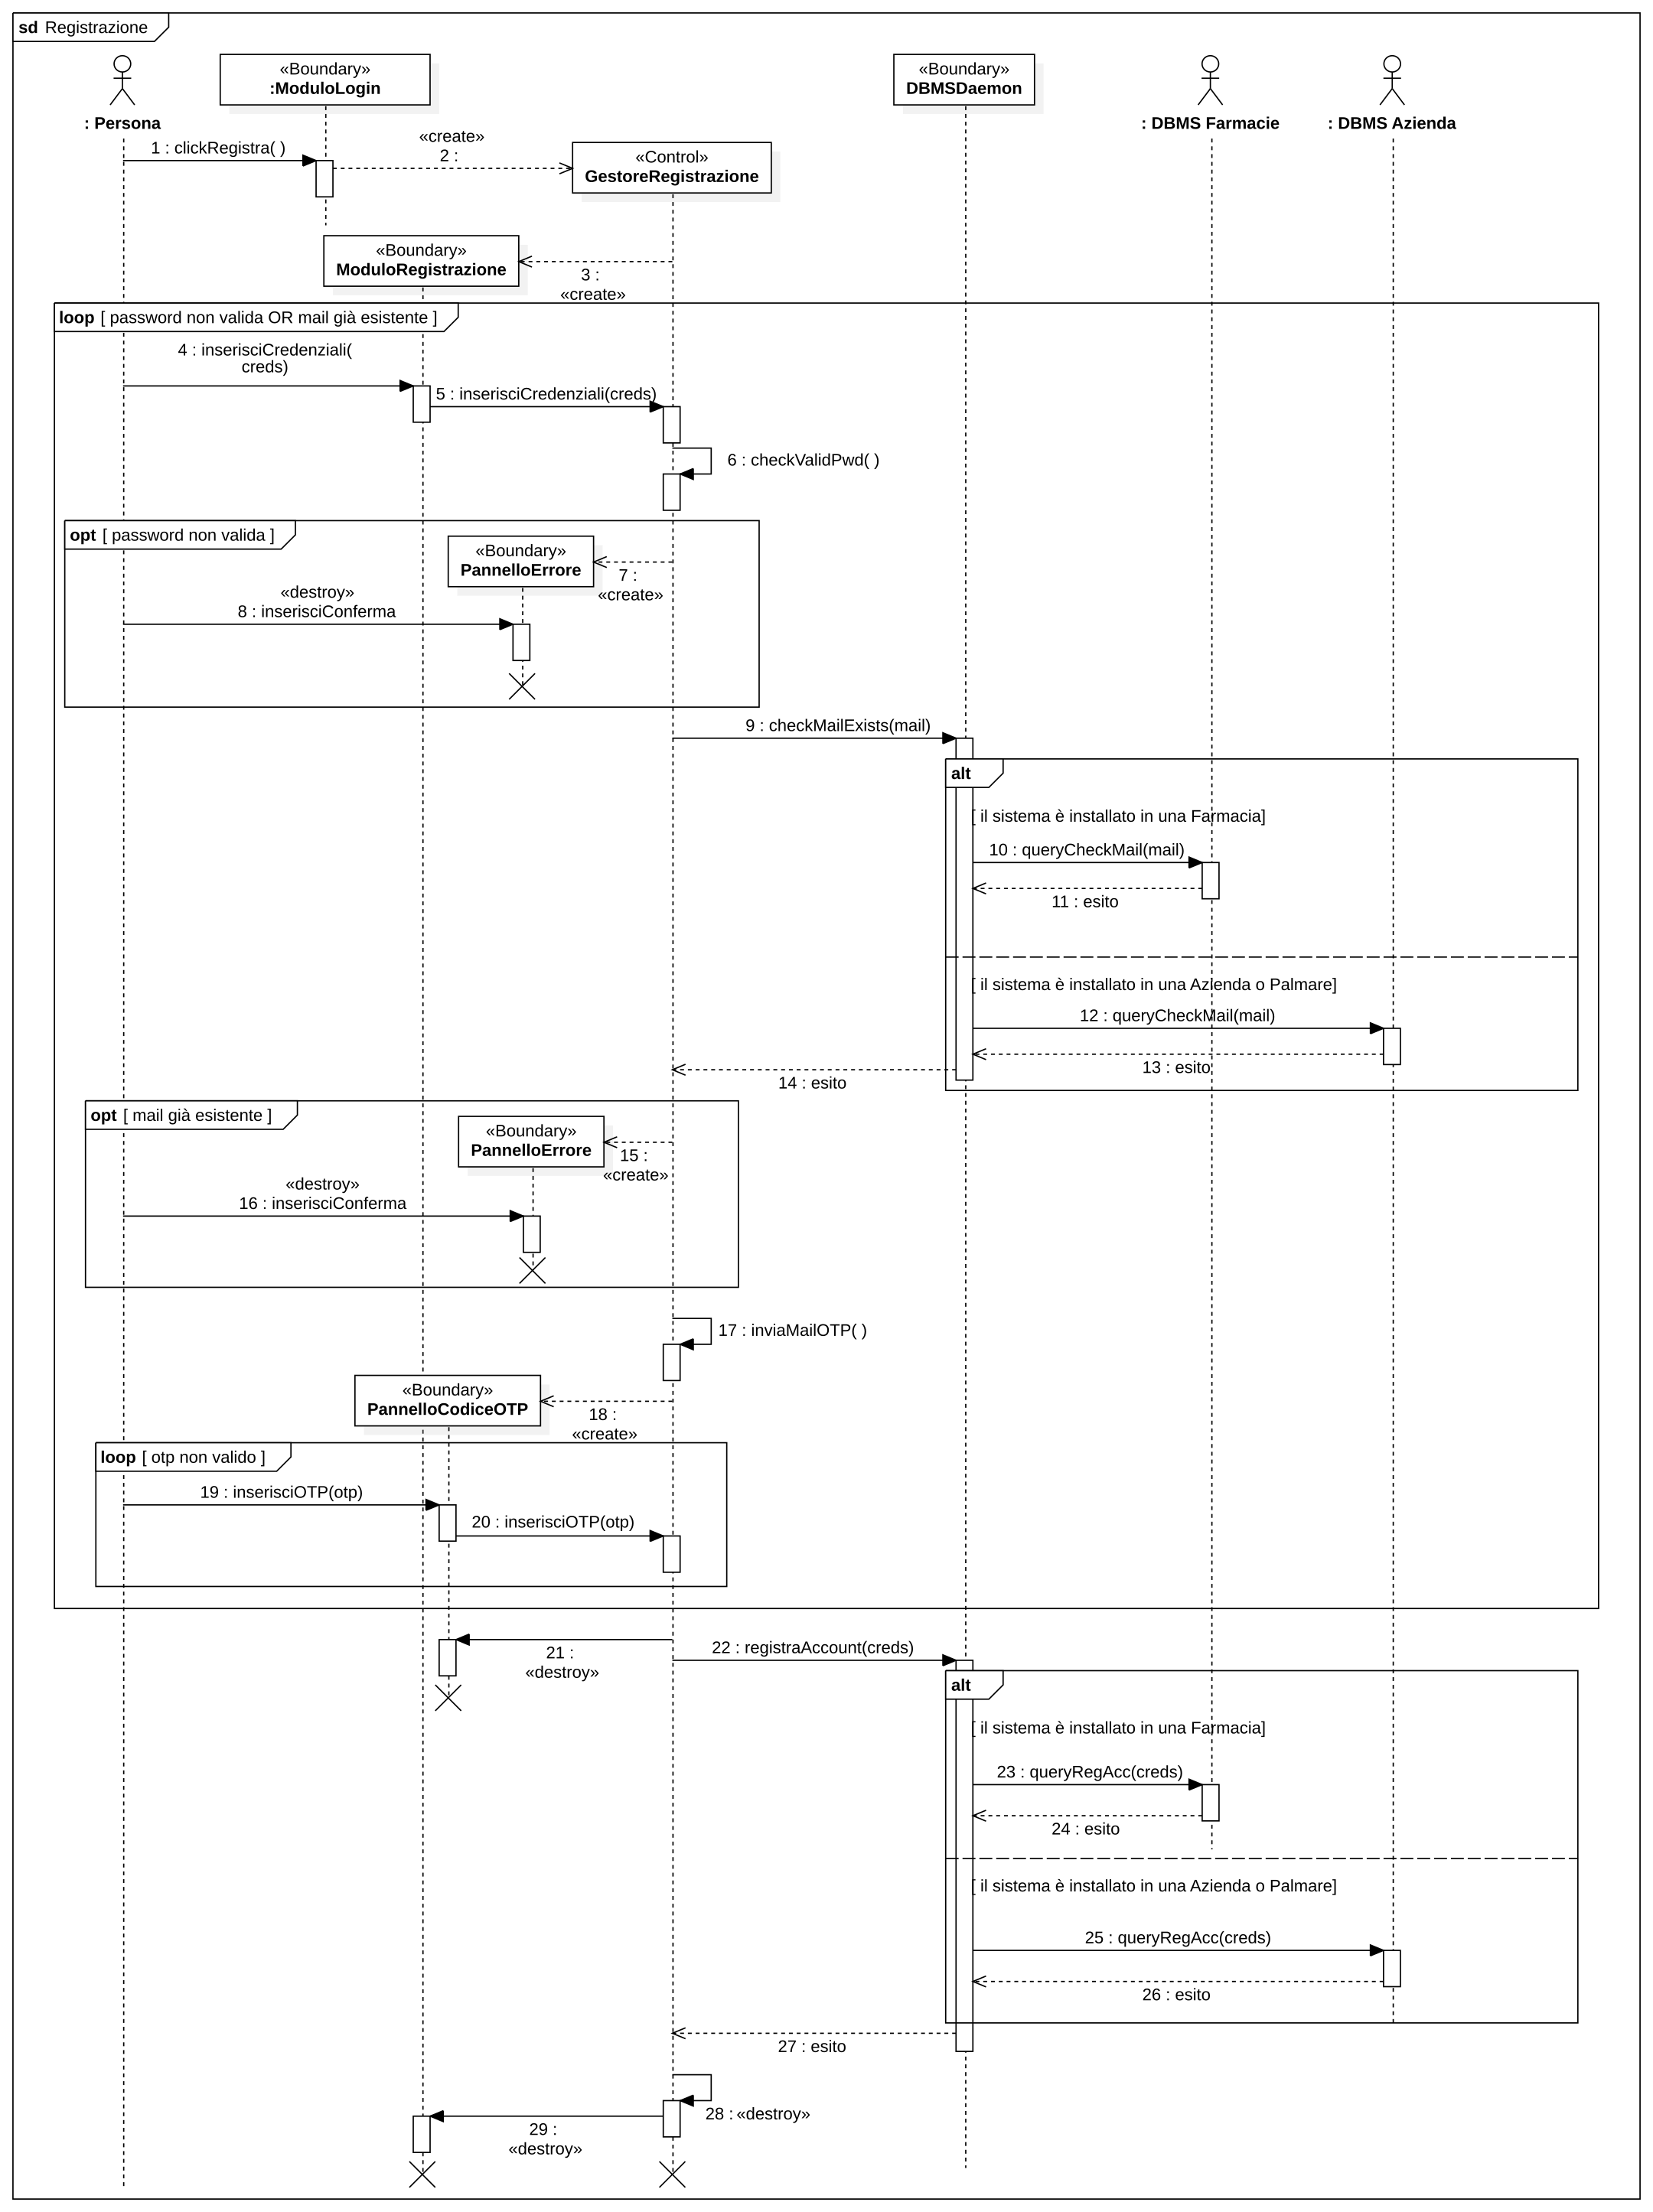 sd Registrazione
«Boundary»
:ModuloLogin
«Boundary»
DBMSDaemon
: Persona
: DBMS Farmacie
: DBMS Azienda
1 : clickRegistra( )
«create»
2 :
«Control»
GestoreRegistrazione
«Boundary»
ModuloRegistrazione
3 :
«create»
loop [ password non valida OR mail già esistente ]
4 : inserisciCredenziali(
creds)
5 : inserisciCredenziali(creds)
6 : checkValidPwd( )
opt [ password non valida ]
«Boundary»
PannelloErrore
7 :
«create»
«destroy»
8 : inserisciConferma
9 : checkMailExists(mail)
alt
[ il sistema è installato in una Farmacia]
10 : queryCheckMail(mail)
11 : esito
[ il sistema è installato in una Azienda o Palmare]
12 : queryCheckMail(mail)
13 : esito
14 : esito
opt [ mail già esistente ]
«Boundary»
PannelloErrore
15 :
«create»
«destroy»
16 : inserisciConferma
17 : inviaMailOTP( )
«Boundary»
PannelloCodiceOTP
18 :
«create»
loop [ otp non valido ]
19 : inserisciOTP(otp)
20 : inserisciOTP(otp)
21 :
«destroy»
22 : registraAccount(creds)
alt
[ il sistema è installato in una Farmacia]
23 : queryRegAcc(creds)
24 : esito
[ il sistema è installato in una Azienda o Palmare]
25 : queryRegAcc(creds)
26 : esito
27 : esito
28 : «destroy»
29 :
«destroy»